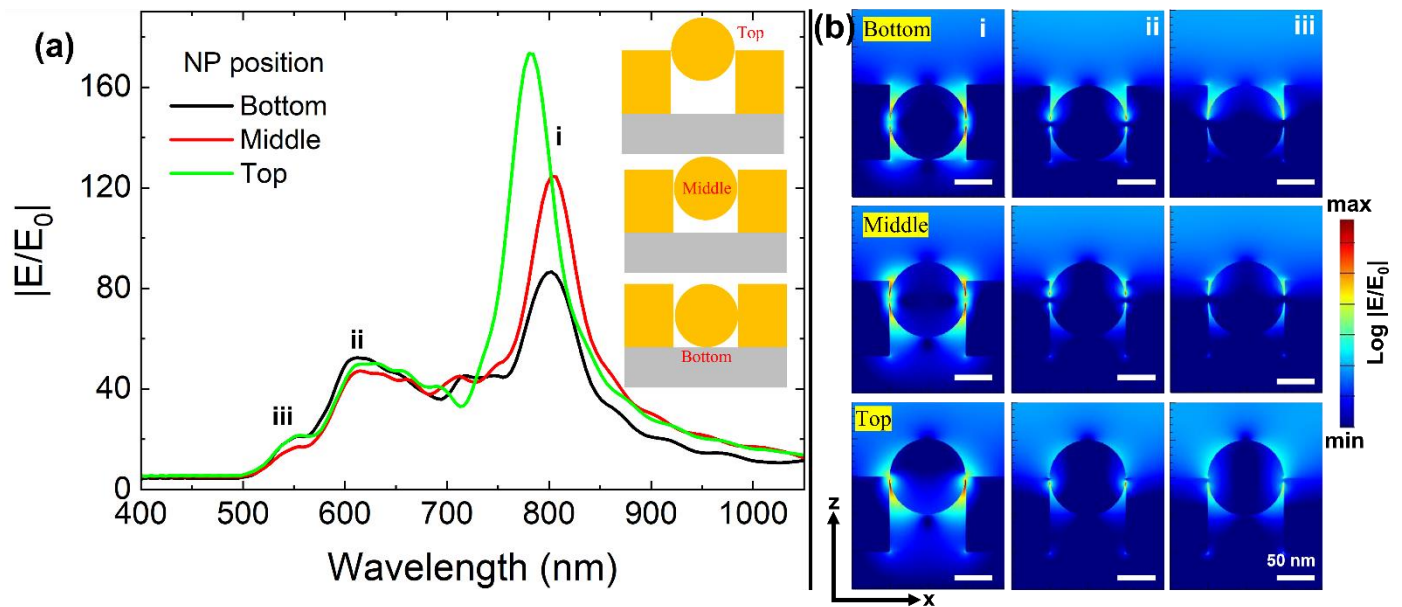 (a)
NP position
Bottom
Middle
Top
i
ii
iii
Top
Middle
Bottom
|E/E₀|
160
120
80
40
0
400 500 600 700 800 900 1000
Wavelength (nm)
(b)
Bottom i ii iii
Middle
Top
50 nm
z
x
max
Log |E/E₀|
min